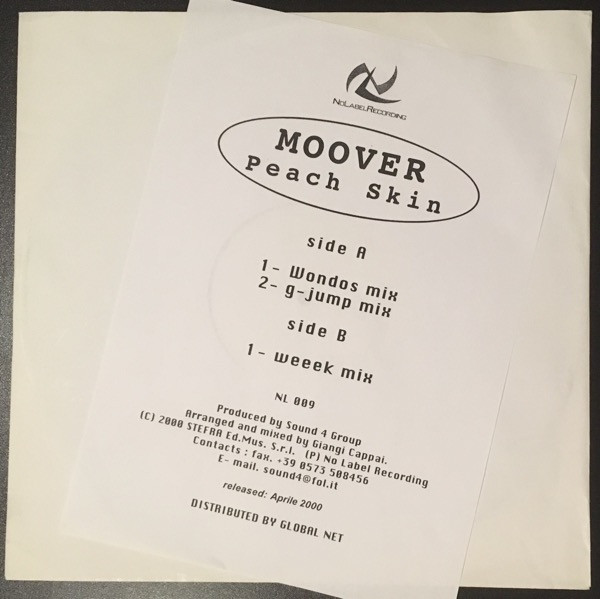 NoLabelRecording
MOOVER
Peach Skin
side A
1- Wondos mix
2- g-jump mix
side B
1- weeek mix
NL 009
Produced by Sound 4 Group
Arranged and mixed by Giangi Cappai.
(C) 2000 STEFRA Ed.Mus. S.r.l. (P) No Label Recording
Contacts : fax. +39 0573 508456
E- mail. sound4@fol.it
released: Aprile 2000
DISTRIBUTED BY GLOBAL NET